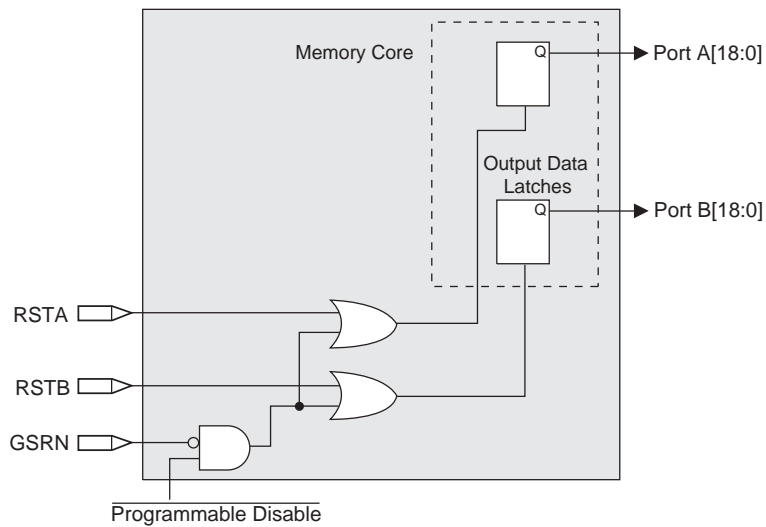 Memory Core
Q
Port A[18:0]
Output Data
Latches
Q
Port B[18:0]
RSTA
RSTB
GSRN
Programmable Disable